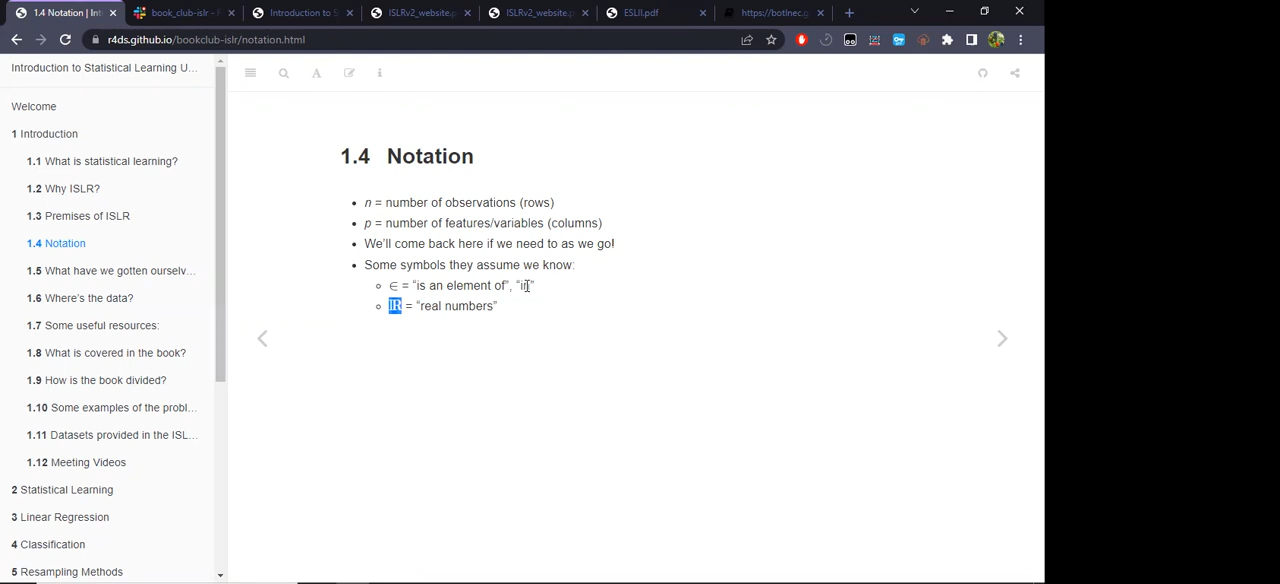 1.4 Notation | Int
book_club-islr - F
Introduction to S
ISLRv2_website.p
ISLRv2_website.p
ESLII.pdf
https://botlnec.g
r4ds.github.io/bookclub-islr/notation.html
Introduction to Statistical Learning U...
Welcome
1 Introduction
1.1 What is statistical learning?
1.2 Why ISLR?
1.3 Premises of ISLR
1.4 Notation
1.5 What have we gotten ourselv...
1.6 Where's the data?
1.7 Some useful resources:
1.8 What is covered in the book?
1.9 How is the book divided?
1.10 Some examples of the probl...
1.11 Datasets provided in the ISL...
1.12 Meeting Videos
2 Statistical Learning
3 Linear Regression
4 Classification
5 Resampling Methods
1.4 Notation
n = number of observations (rows)
p = number of features/variables (columns)
We'll come back here if we need to as we go!
Some symbols they assume we know:
∈ = “is an element of”, “in”
ℝ = “real numbers”